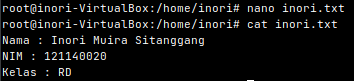 root@inori-VirtualBox:/home/inori# nano inori.txt
root@inori-VirtualBox:/home/inori# cat inori.txt
Nama : Inori Muira Sitanggang
NIM : 121140020
Kelas : RD